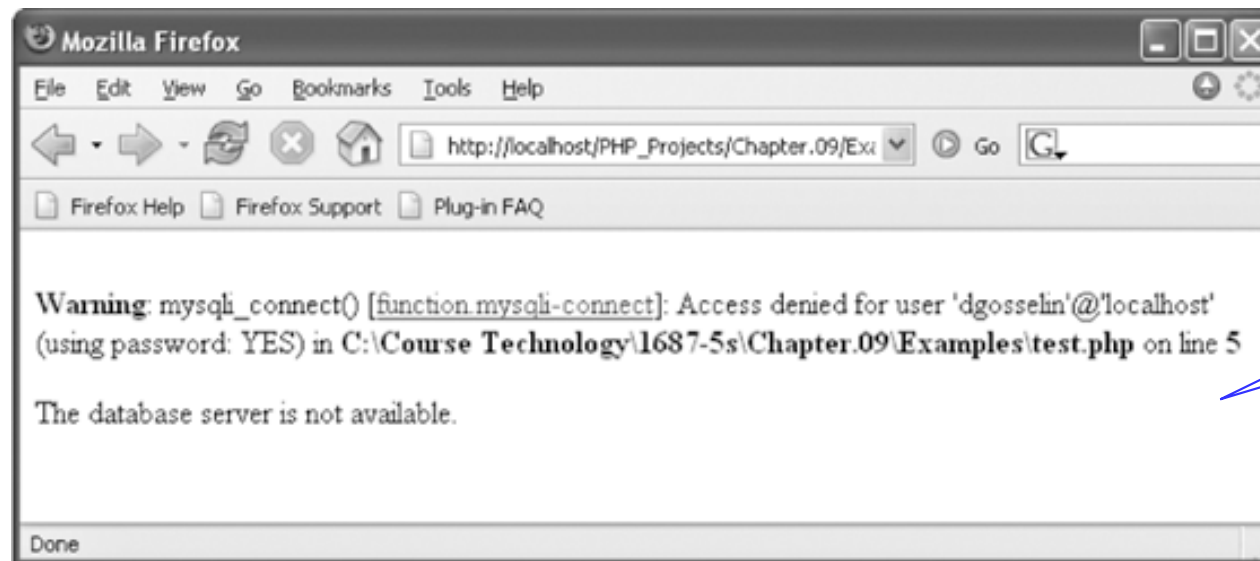 Mozilla Firefox
File Edit View Go Bookmarks Tools Help
http://localhost/PHP_Projects/Chapter.09/Exa Go G
Firefox Help Firefox Support Plug-in FAQ
Warning: mysqli_connect() [function.mysqli-connect]: Access denied for user 'dgosselin'@'localhost'
(using password: YES) in C:\Course Technology\1687-5s\Chapter.09\Examples\test.php on line 5
The database server is not available.
Done